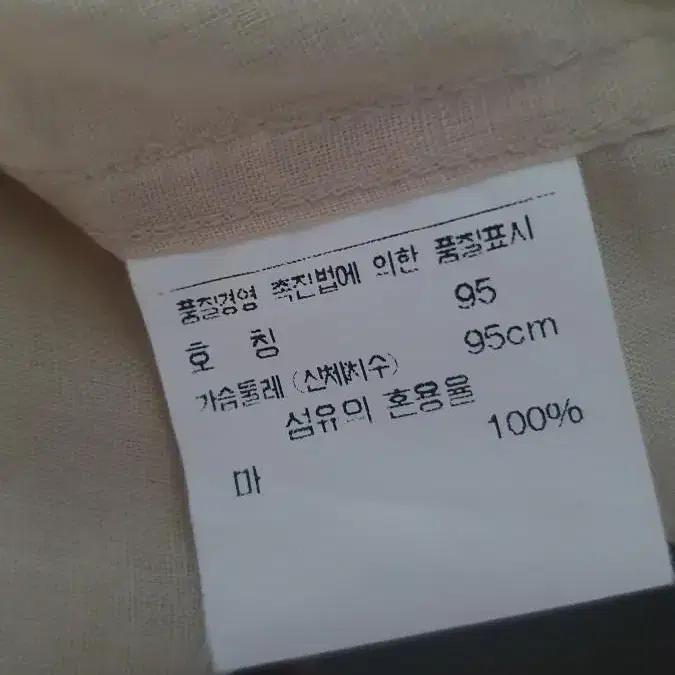 품질경영 촉진법에 의한 품질표시
호 칭 95
가슴둘레 (신체치수) 95cm
섬유의 혼용율
마 100%